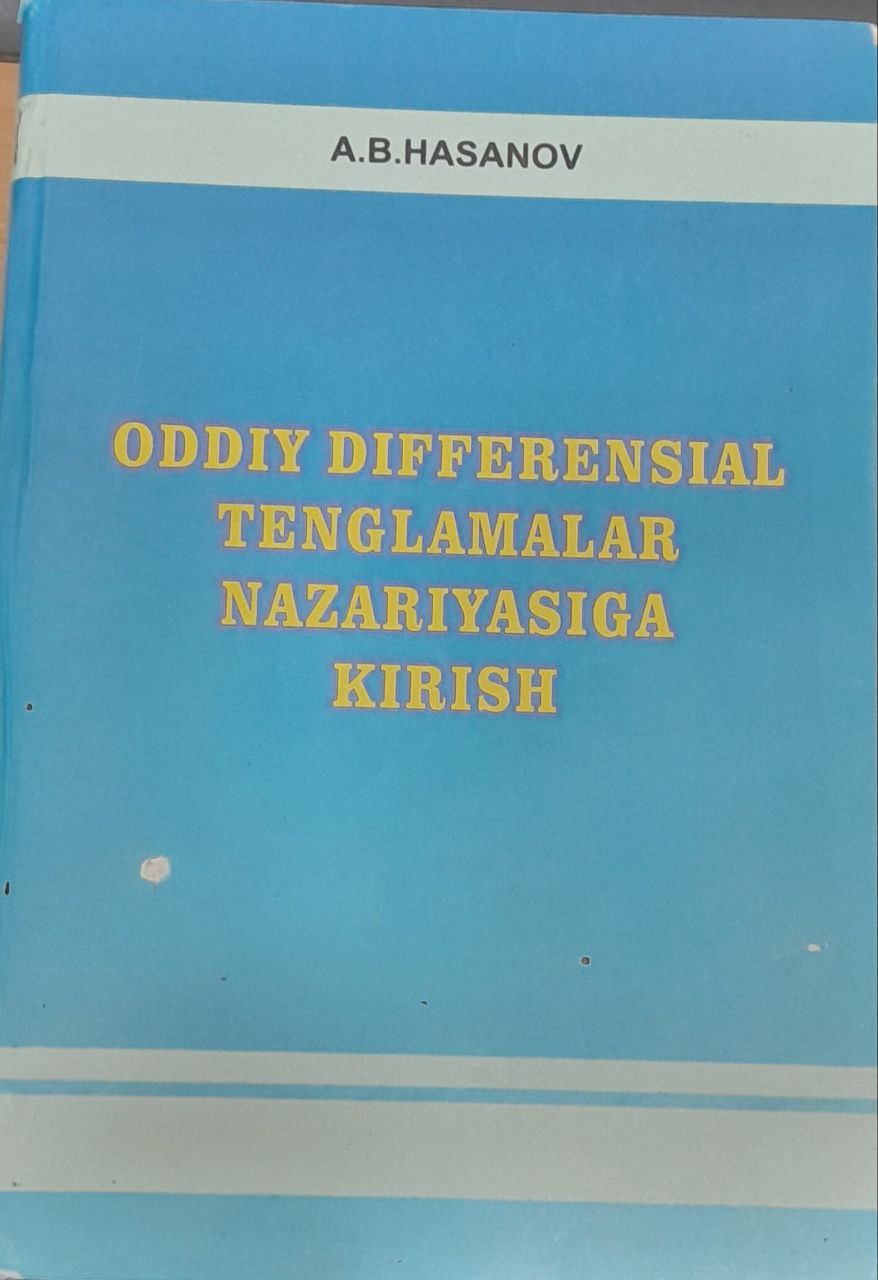 A.B.HASANOV
ODDIY DIFFERENSIAL
TENGLAMALAR
NAZARIYASIGA
KIRISH